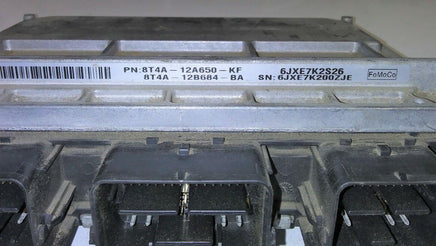 PN:8T4A-12A650-KF 6JXE7K2S26
8T4A-12B684-BA SN:6JXE7K200ZJE FoMoCo